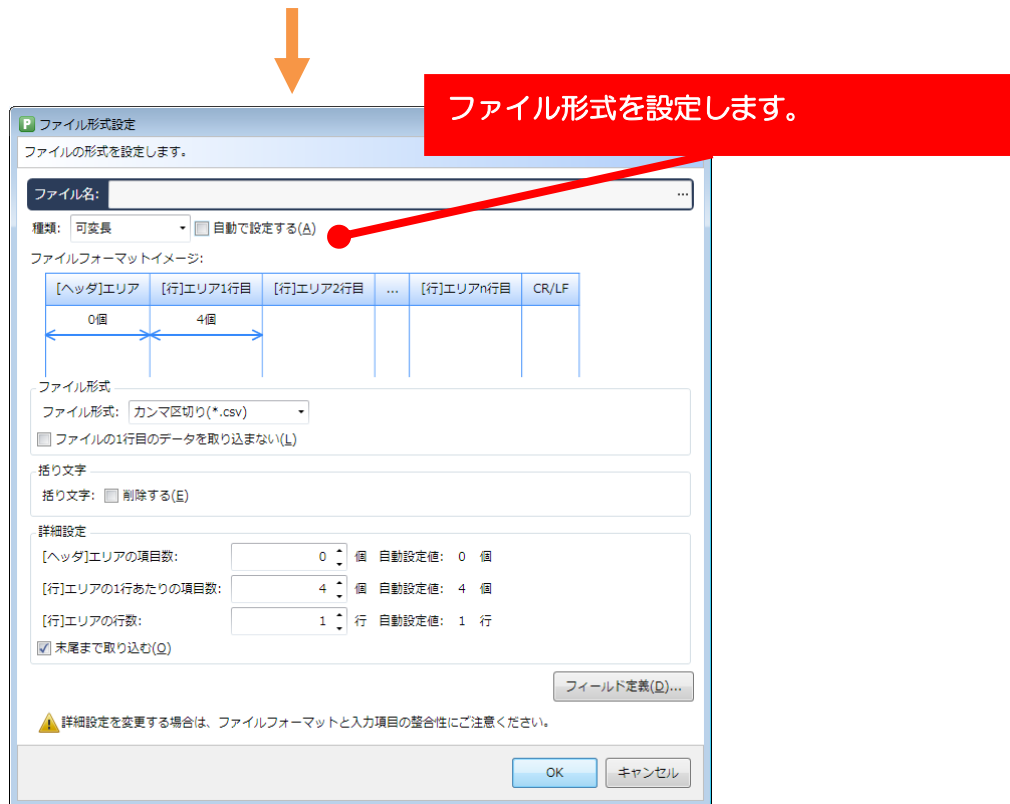 ファイル形式を設定します。
P ファイル形式設定
ファイルの形式を設定します。
ファイル名: ...
種類: 可変長 自動で設定する(A)
ファイルフォーマットイメージ:
[ヘッダ]エリア [行]エリア1行目 [行]エリア2行目 ... [行]エリアn行目 CR/LF
0個 4個
ファイル形式
ファイル形式: カンマ区切り(*.csv)
ファイルの1行目のデータを取り込まない(L)
括り文字
括り文字: 削除する(E)
詳細設定
[ヘッダ]エリアの項目数: 0 個 自動設定値: 0 個
[行]エリアの1行あたりの項目数: 4 個 自動設定値: 4 個
[行]エリアの行数: 1 行 自動設定値: 1 行
末尾まで取り込む(O)
フィールド定義(D)...
詳細設定を変更する場合は、ファイルフォーマットと入力項目の整合性にご注意ください。
OK キャンセル